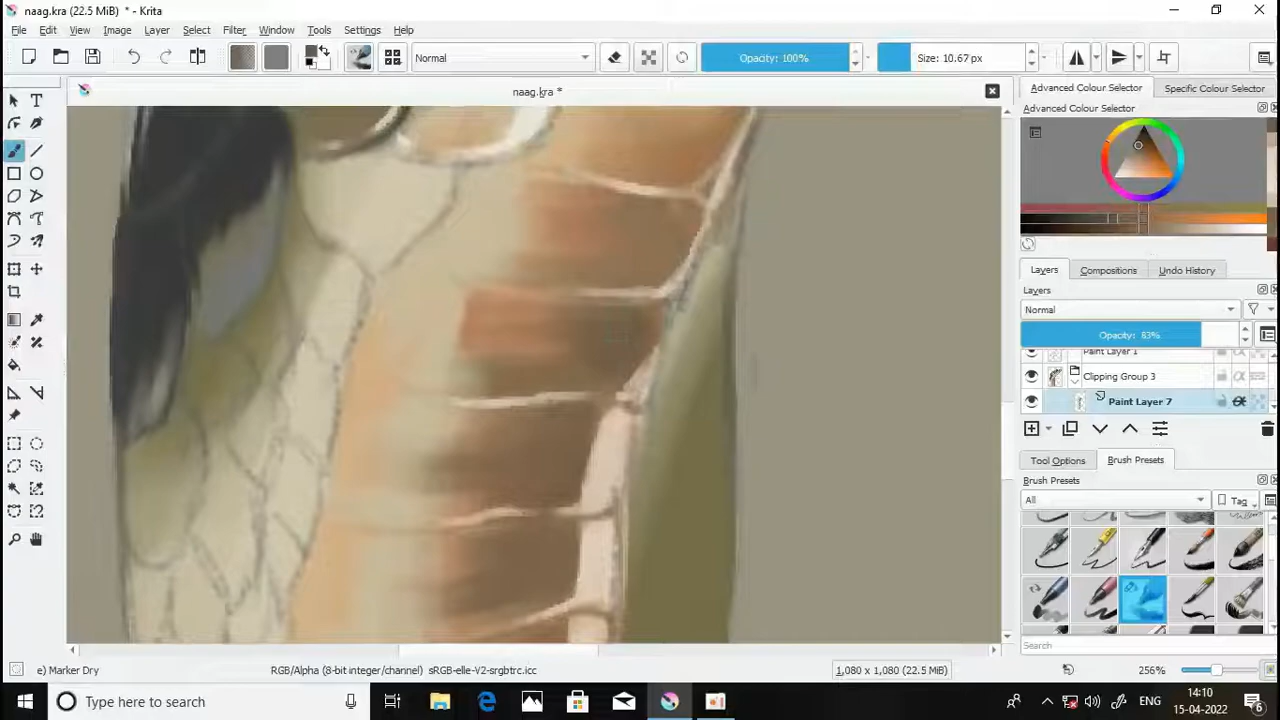 naag.kra (22.5 MiB) * - Krita
File Edit View Image Layer Select Filter Window Tools Settings Help
Normal Opacity: 100% Size: 10.67 px
naag.kra *
Advanced Colour Selector Specific Colour Selector
Advanced Colour Selector
Layers Compositions Undo History
Layers
Normal
Opacity: 83%
Paint Layer 1
Clipping Group 3
Paint Layer 7
Tool Options Brush Presets
Brush Presets
All Tag
Search
e) Marker Dry RGB/Alpha (8-bit integer/channel) sRGB-elle-V2-srgbtrc.icc 1,080 x 1,080 (22.5 MiB) 256%
Type here to search ENG 14:10
15-04-2022 6